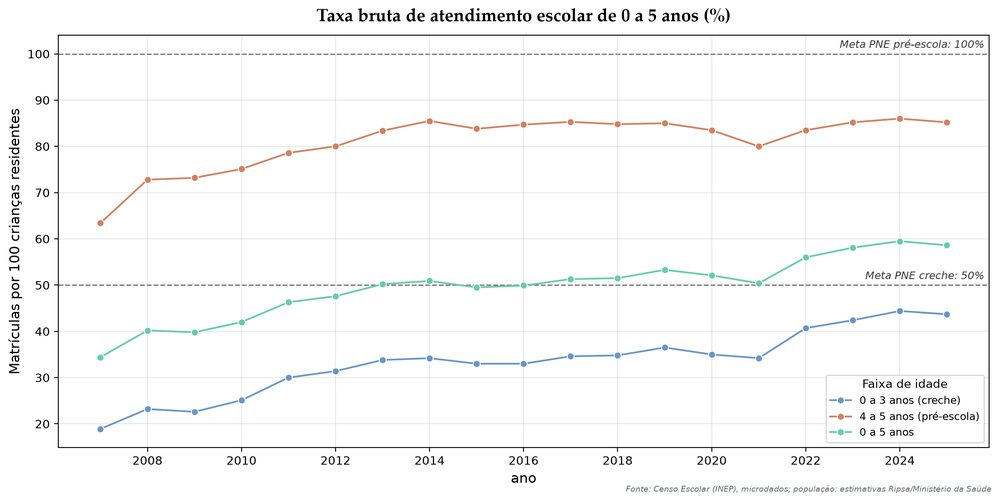 Taxa bruta de atendimento escolar de 0 a 5 anos (%)
Meta PNE pré-escola: 100%
Meta PNE creche: 50%
Matrículas por 100 crianças residentes
100
90
80
70
60
50
40
30
20
Faixa de idade
0 a 3 anos (creche)
4 a 5 anos (pré-escola)
0 a 5 anos
2008
2010
2012
2014
2016
2018
2020
2022
2024
ano
Fonte: Censo Escolar (INEP), microdados; população: estimativas Ripsa/Ministério da Saúde